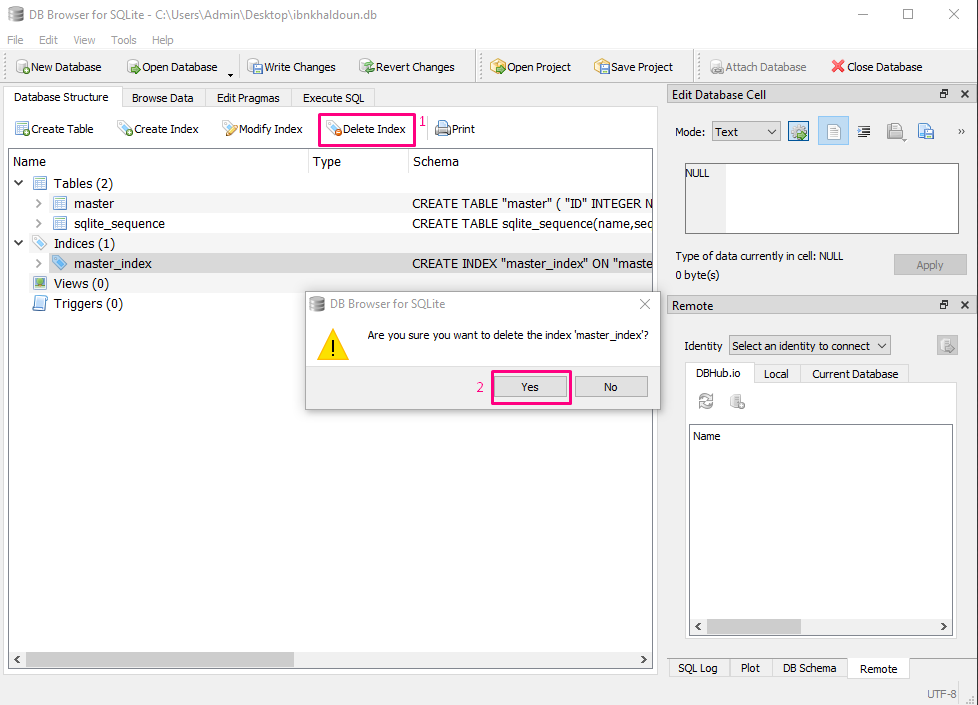 DB Browser for SQLite - C:\Users\Admin\Desktop\ibnkhaldoun.db
File Edit View Tools Help
New Database Open Database Write Changes Revert Changes Open Project Save Project Attach Database Close Database
Database Structure Browse Data Edit Pragmas Execute SQL
Create Table Create Index Modify Index Delete Index 1 Print
Name Type Schema
Tables (2)
master CREATE TABLE "master" ( "ID" INTEGER N
sqlite_sequence CREATE TABLE sqlite_sequence(name,sec
Indices (1)
master_index CREATE INDEX "master_index" ON "maste
Views (0)
Triggers (0)
DB Browser for SQLite
Are you sure you want to delete the index 'master_index'?
2 Yes No
Edit Database Cell
Mode: Text »
NULL
Type of data currently in cell: NULL
0 byte(s)
Apply
Remote
Identity Select an identity to connect
DBHub.io Local Current Database
Name
SQL Log Plot DB Schema Remote
UTF-8